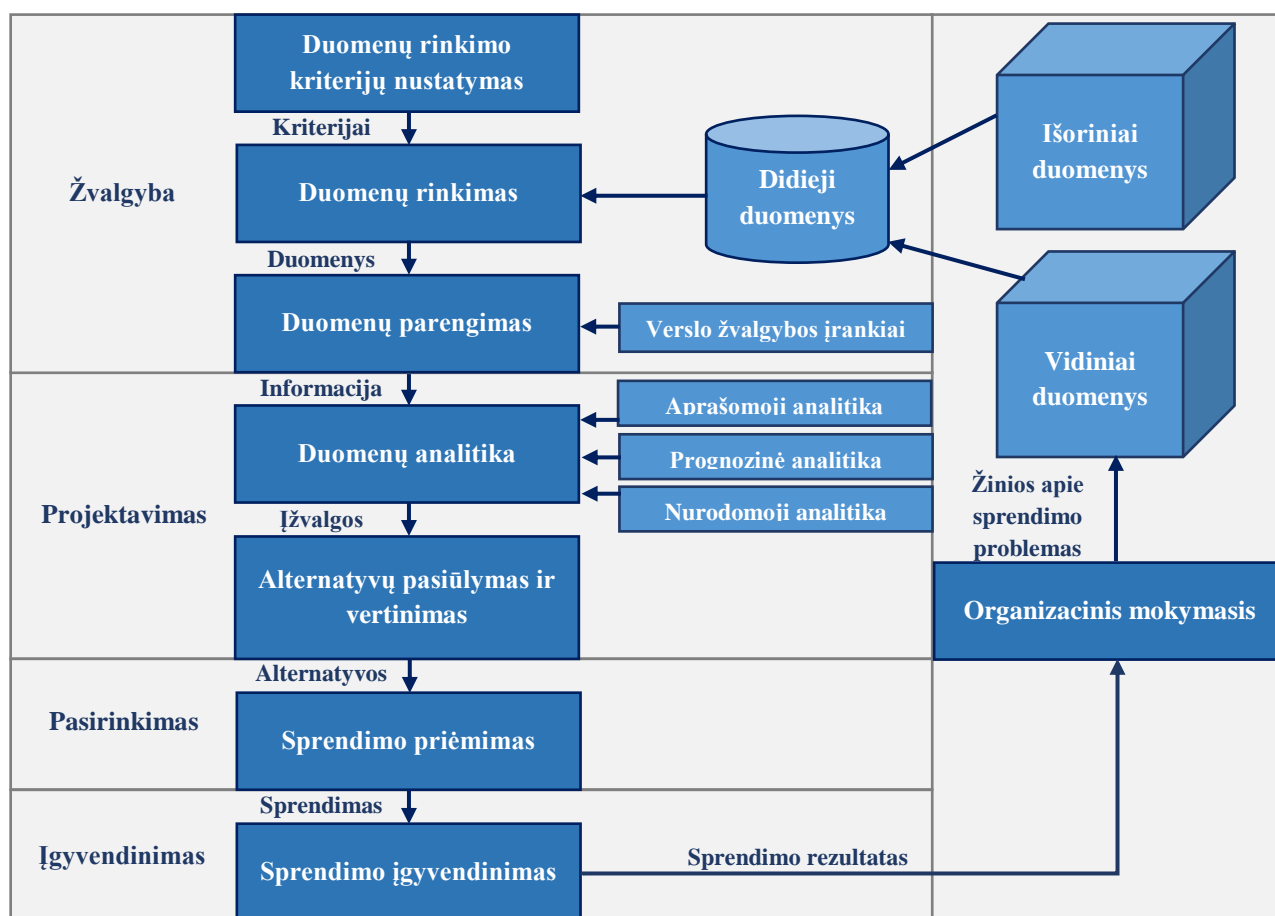 Duomenų rinkimo
kriterijų nustatymas
Kriterijai
Žvalgyba
Duomenų rinkimas
Didieji
duomenys
Išoriniai
duomenys
Duomenys
Duomenų parengimas
Verslo žvalgybos įrankiai
Vidiniai
duomenys
Informacija
Projektavimas
Duomenų analitika
Aprašomoji analitika
Prognozinė analitika
Nurodomoji analitika
Žinios apie
sprendimo
problemas
Įžvalgos
Alternatyvų pasiūlymas ir
vertinimas
Organizacinis mokymasis
Alternatyvos
Pasirinkimas
Sprendimo priėmimas
Sprendimas
Įgyvendinimas
Sprendimo įgyvendinimas
Sprendimo rezultatas